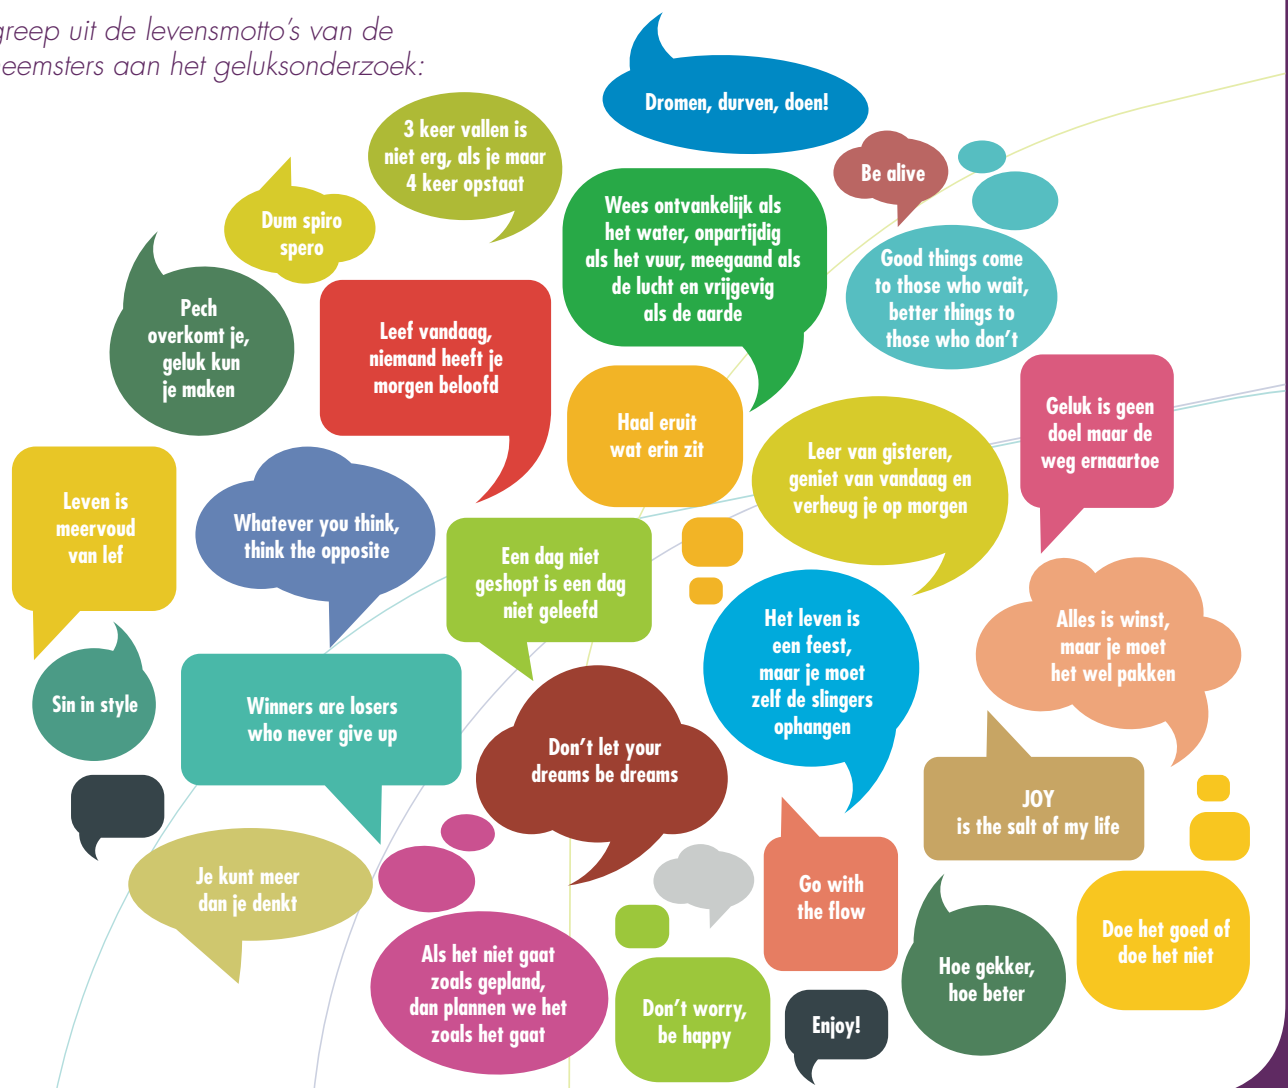 greep uit de levensmotto's van de
eemsters aan het geluksonderzoek:
Dromen, durven, doen!
3 keer vallen is
niet erg, als je maar
4 keer opstaat
Be alive
Dum spiro
spero
Wees ontvankelijk als
het water, onpartijdig
als het vuur, meegaand als
de lucht en vrijgevig
als de aarde
Good things come
to those who wait,
better things to
those who don't
Pech
overkomt je,
geluk kun
je maken
Leef vandaag,
niemand heeft je
morgen beloofd
Haal eruit
wat erin zit
Leer van gisteren,
geniet van vandaag en
verheug je op morgen
Geluk is geen
doel maar de
weg ernaartoe
Leven is
meervoud
van lef
Whatever you think,
think the opposite
Een dag niet
geshopt is een dag
niet geleefd
Het leven is
een feest,
maar je moet
zelf de slingers
ophangen
Alles is winst,
maar je moet
het wel pakken
Sin in style
Winners are losers
who never give up
Don't let your
dreams be dreams
JOY
is the salt of my life
Je kunt meer
dan je denkt
Go with
the flow
Doe het goed of
doe het niet
Als het niet gaat
zoals gepland,
dan plannen we het
zoals het gaat
Don't worry,
be happy
Enjoy!
Hoe gekker,
hoe beter